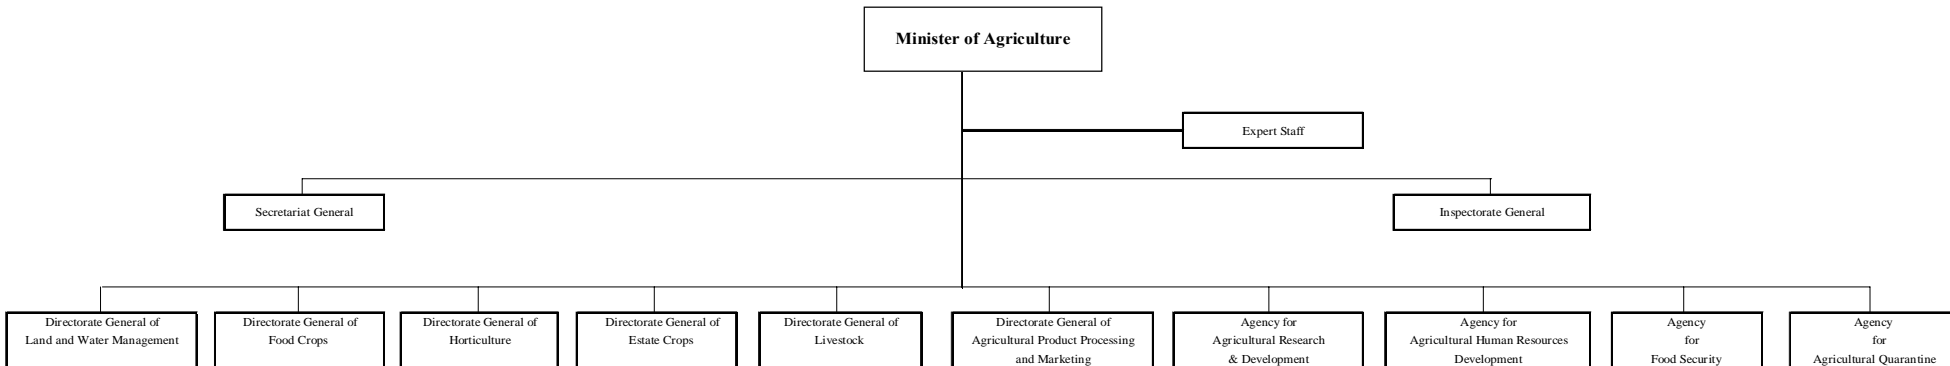 Minister of Agriculture
Expert Staff
Secretariat General
Inspectorate General
Directorate General of
Land and Water Management
Directorate General of
Food Crops
Directorate General of
Horticulture
Directorate General of
Estate Crops
Directorate General of
Livestock
Directorate General of
Agricultural Product Processing
and Marketing
Agency for
Agricultural Research
& Development
Agency for
Agricultural Human Resources
Development
Agency
for
Food Security
Agency
for
Agricultural Quarantine